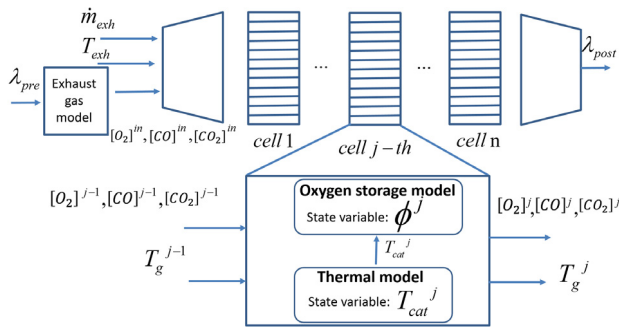 ṁ_exh
T_exh
λ_pre
Exhaust
gas
model
[O₂]^in,[CO]^in,[CO₂]^in
...
...
λ_post
cell 1
cell j−th
cell n
[O₂]^j-1,[CO]^j-1,[CO₂]^j-1
T_g^j-1
Oxygen storage model
State variable: ϕ^j
T_cat^j
Thermal model
State variable: T_cat^j
[O₂]^j,[CO]^j,[CO₂]^j
T_g^j